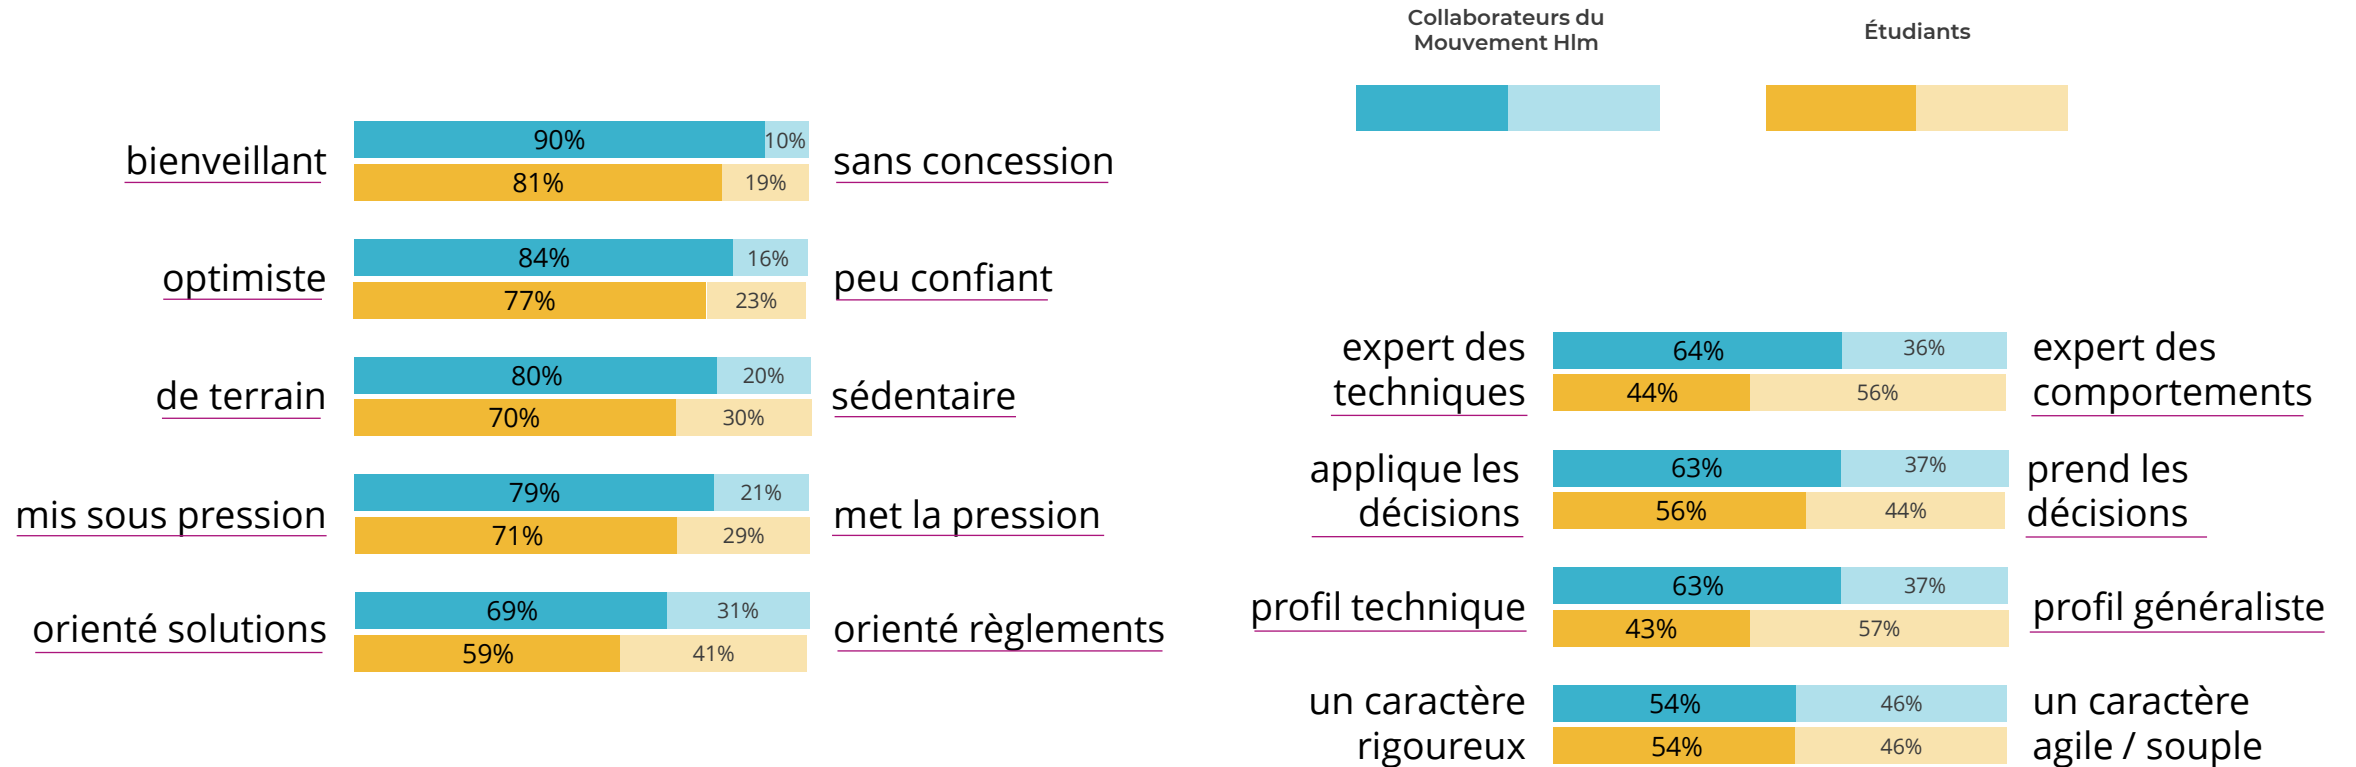 Collaborateurs du
Mouvement Hlm
Étudiants
bienveillant 90% 10% sans concession
81% 19%
optimiste 84% 16% peu confiant
77% 23%
de terrain 80% 20% sédentaire
70% 30%
mis sous pression 79% 21% met la pression
71% 29%
orienté solutions 69% 31% orienté règlements
59% 41%
expert des 64% 36% expert des
techniques 44% 56% comportements
applique les 63% 37% prend les
décisions 56% 44% décisions
profil technique 63% 37% profil généraliste
43% 57%
un caractère 54% 46% un caractère
rigoureux 54% 46% agile / souple